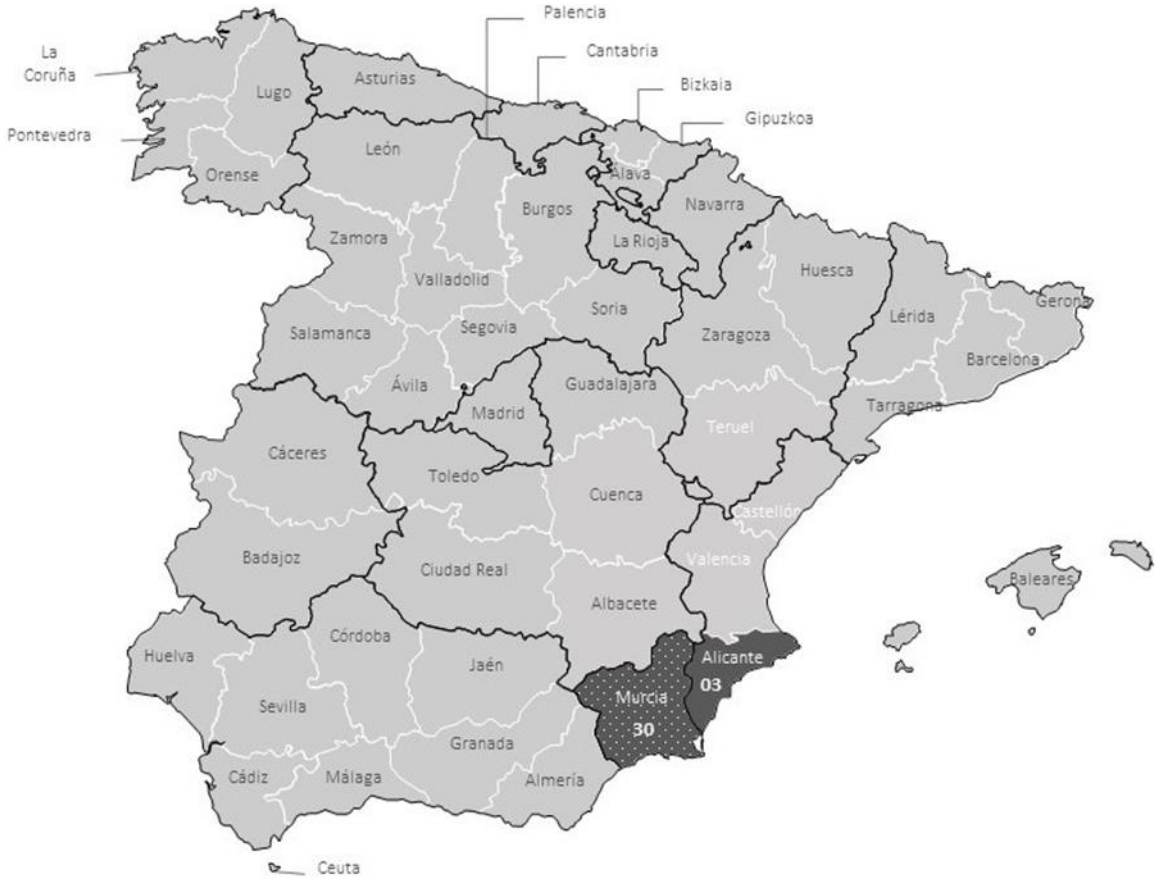 Palencia
La
Coruña
Cantabria
Asturias
Bizkaia
Lugo
Gipuzkoa
Pontevedra
León
Orense
Álava
Navarra
Burgos
Zamora
La Rioja
Huesca
Valladolid
Gerona
Soria
Lérida
Segovia
Salamanca
Zaragoza
Barcelona
Ávila
Guadalajara
Madrid
Tarragona
Teruel
Cáceres
Toledo
Cuenca
Castellón
Badajoz
Valencia
Ciudad Real
Baleares
Albacete
Córdoba
Huelva
Jaén
Alicante
03
Murcia
30
Sevilla
Granada
Cádiz
Málaga
Almería
Ceuta